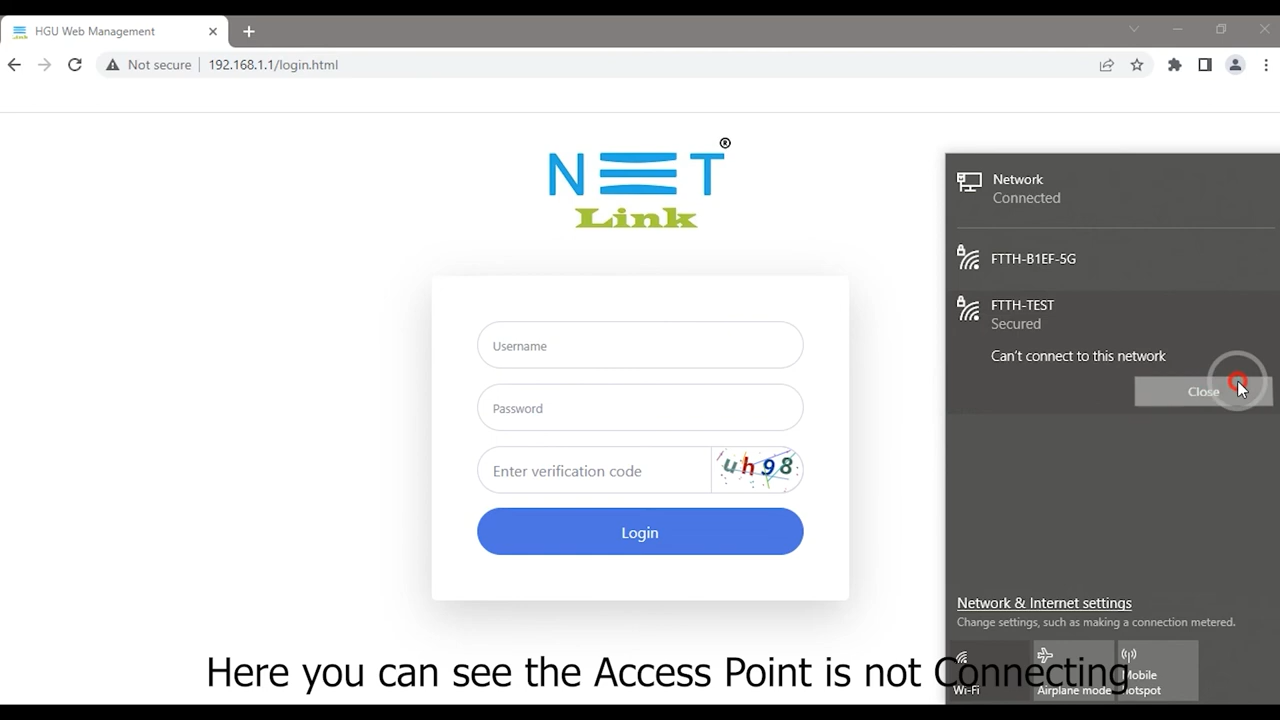 HGU Web Management
Not secure
192.168.1.1/login.html
NET ®
Link
Username
Password
Enter verification code
uh98
Login
Network
Connected
FTTH-B1EF-5G
FTTH-TEST
Secured
Can't connect to this network
Close
Network & Internet settings
Change settings, such as making a connection metered.
Wi-Fi
Airplane mode
Mobile
hotspot
Here you can see the Access Point is not Connecting